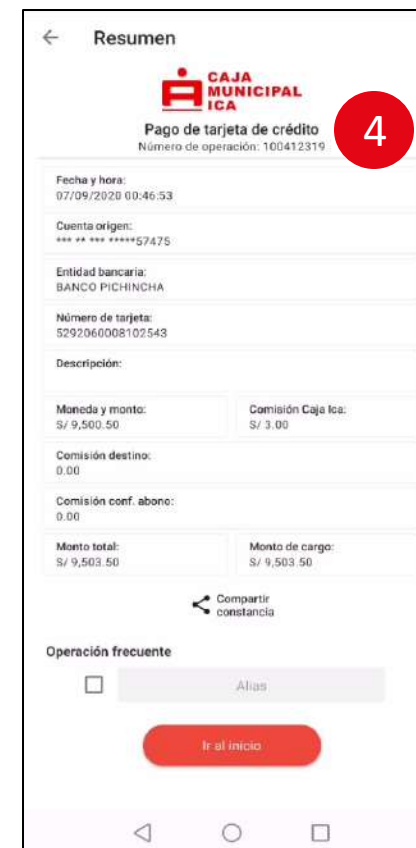 Resumen
CAJA
MUNICIPAL
ICA
Pago de tarjeta de crédito
Número de operación: 100412319
4
Fecha y hora:
07/09/2020 00:46:53
Cuenta origen:
*** ** *** *****57475
Entidad bancaria:
BANCO PICHINCHA
Número de tarjeta:
5292060008102543
Descripción:
Moneda y monto:
S/ 9,500.50
Comisión Caja Ica:
S/ 3.00
Comisión destino:
0.00
Comisión conf. abono:
0.00
Monto total:
S/ 9,503.50
Monto de cargo:
S/ 9,503.50
Compartir
constancia
Operación frecuente
Alias
Ir al inicio